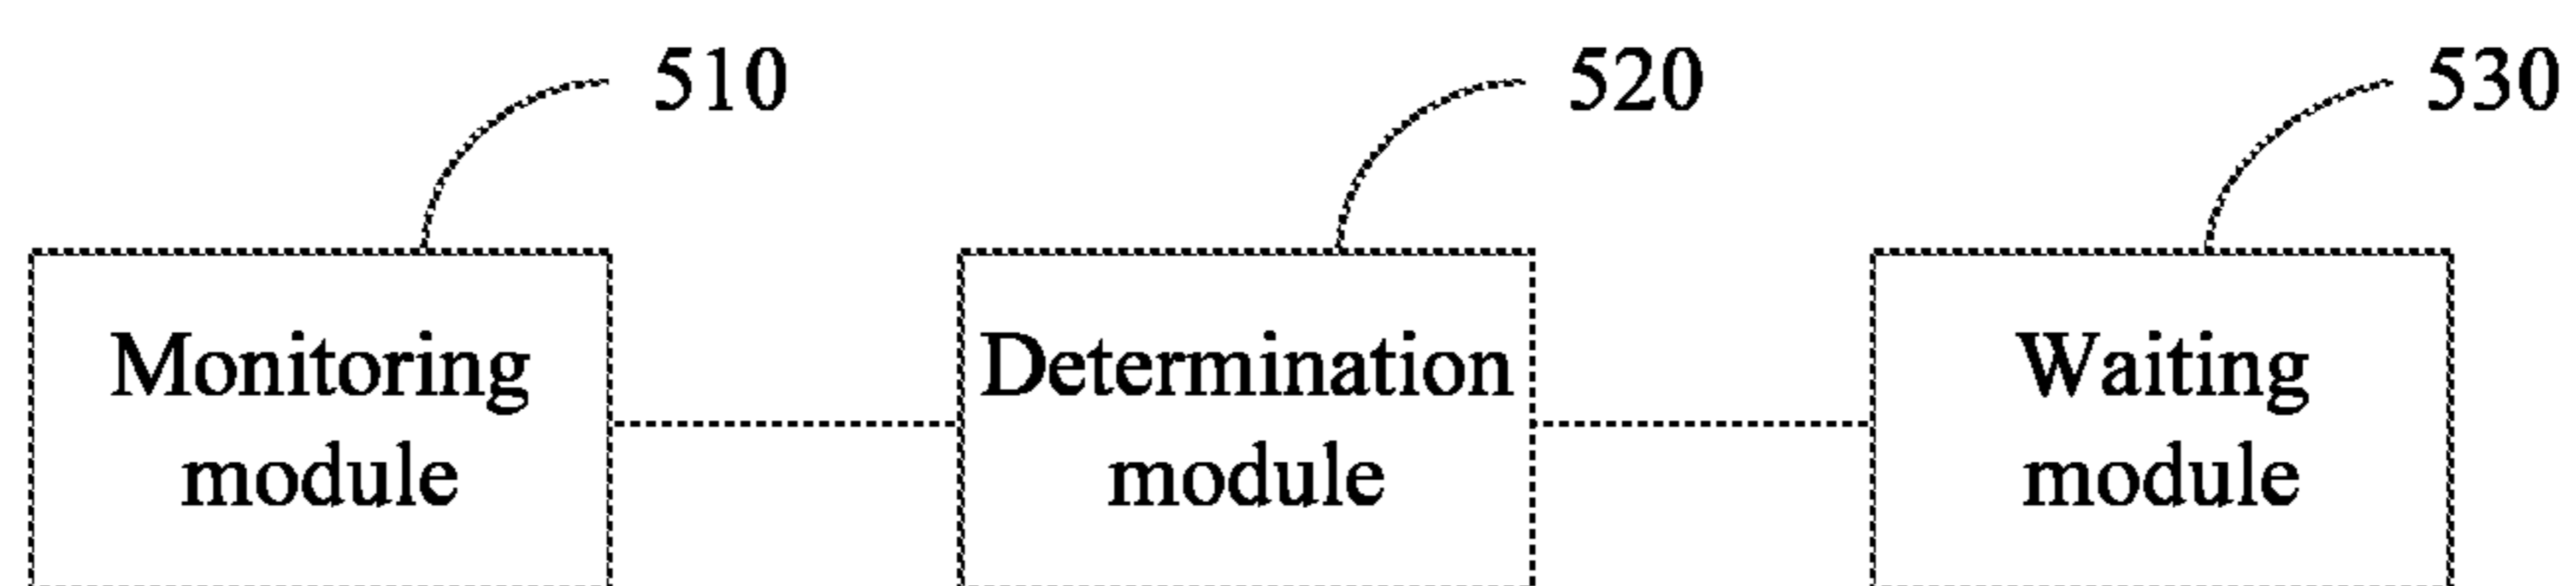 510
520
530
Monitoring
module
Determination
module
Waiting
module